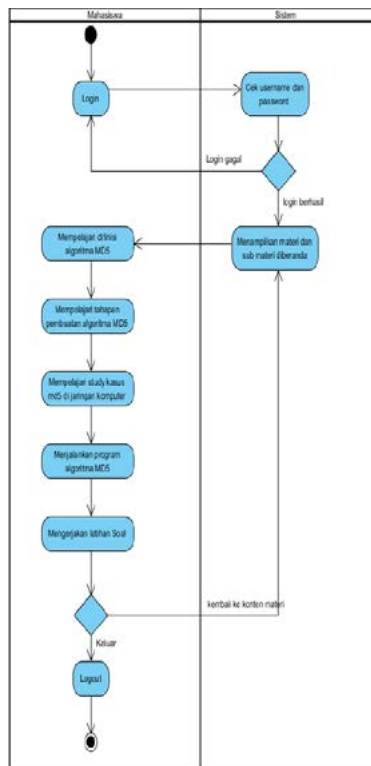 Mahasiswa
Sistem
Login
Cek username dan
password
Login gagal
login berhasil
Menampilkan materi dan
sub materi diberanda
Mempelajari difinisi
algoritma MD5
Mempelajari tahapan
pembuatan algoritma MD5
Mempelajari study kasus
md5 di jaringan komputer
Menjalankan program
algoritma MD5
Mengerjakan latihan Soal
kembali ke konten materi
Keluar
Logout